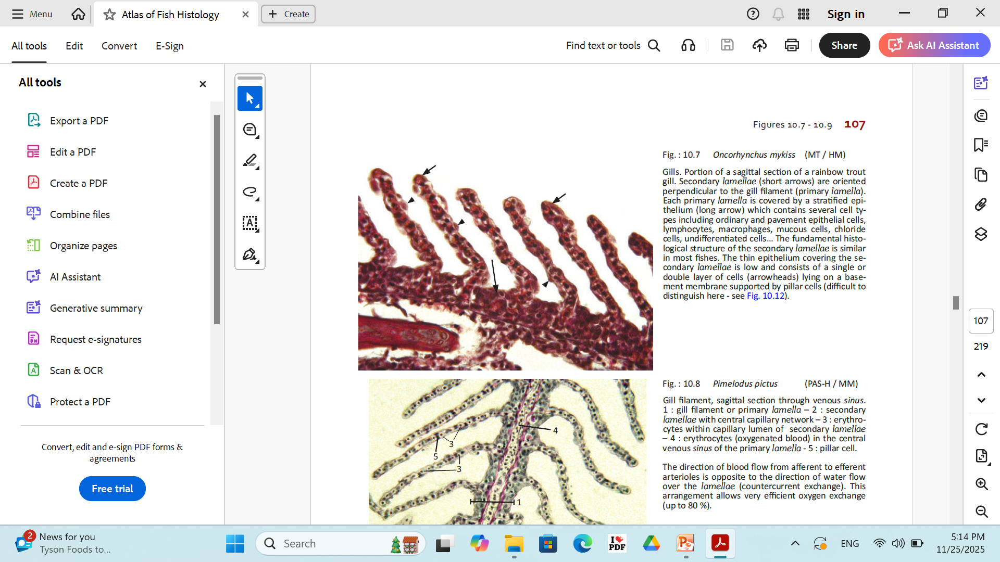 Menu
Atlas of Fish Histology
Create
Sign in
All tools
Edit
Convert
E-Sign
Find text or tools
Share
Ask AI Assistant
All tools
Export a PDF
Edit a PDF
Create a PDF
Combine files
Organize pages
AI Assistant
Generative summary
Request e-signatures
Scan & OCR
Protect a PDF
Convert, edit and e-sign PDF forms &
agreements
Free trial
A
Figures 10.7 - 10.9 107
Fig. : 10.7 Oncorhynchus mykiss (MT / HM)
Gills. Portion of a sagittal section of a rainbow trout
gill. Secondary lamellae (short arrows) are oriented
perpendicular to the gill filament (primary lamella).
Each primary lamella is covered by a stratified epi-
thelium (long arrow) which contains several cell ty-
pes including ordinary and pavement epithelial cells,
lymphocytes, macrophages, mucous cells, chloride
cells, undifferentiated cells... The fundamental histo-
logical structure of the secondary lamellae is similar
in most fishes. The thin epithelium covering the se-
condary lamellae is low and consists of a single or
double layer of cells (arrowheads) lying on a base-
ment membrane supported by pillar cells (difficult to
distinguish here - see Fig. 10.12).
4
3
5
3
1
Fig. : 10.8 Pimelodus pictus (PAS-H / MM)
Gill filament, sagittal section through venous sinus.
1 : gill filament or primary lamella – 2 : secondary
lamellae with central capillary network – 3 : erythro-
cytes within capillary lumen of secondary lamellae
– 4 : erythrocytes (oxygenated blood) in the central
venous sinus of the primary lamella - 5 : pillar cell.
The direction of blood flow from afferent to efferent
arterioles is opposite to the direction of water flow
over the lamellae (countercurrent exchange). This
arrangement allows very efficient oxygen exchange
(up to 80 %).
107
219
2
News for you
Tyson Foods to...
Search
I PDF
ENG
5:14 PM
11/25/2025